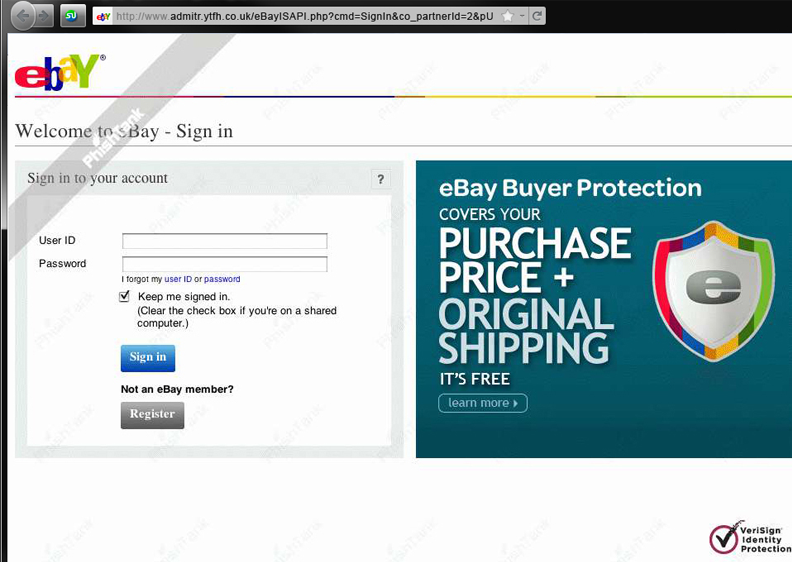 http://www.admitr.ytfh.co.uk/eBayISAPI.php?cmd=SignIn&co_partnerId=2&pU
ebaY®
PhishTank
Welcome to eBay - Sign in
Sign in to your account
?
User ID
Password
I forgot my user ID or password
Keep me signed in.
(Clear the check box if you're on a shared
computer.)
Sign in
Not an eBay member?
Register
eBay Buyer Protection
COVERS YOUR
PURCHASE
PRICE +
ORIGINAL
SHIPPING
IT'S FREE
learn more
e
VeriSign
Identity
Protection